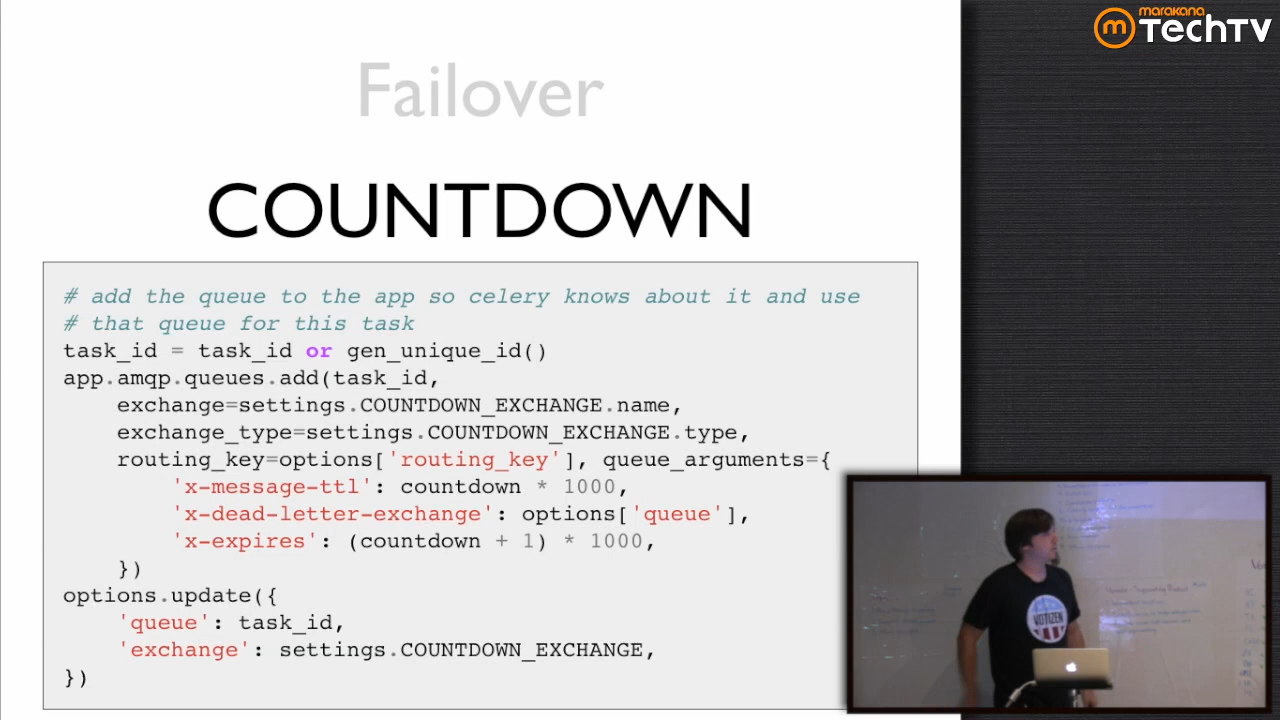 marakana
TechTV
Failover
COUNTDOWN
# add the queue to the app so celery knows about it and use
# that queue for this task
task_id = task_id or gen_unique_id()
app.amqp.queues.add(task_id,
    exchange=settings.COUNTDOWN_EXCHANGE.name,
    exchange_type=settings.COUNTDOWN_EXCHANGE.type,
    routing_key=options['routing_key'], queue_arguments={
        'x-message-ttl': countdown * 1000,
        'x-dead-letter-exchange': options['queue'],
        'x-expires': (countdown + 1) * 1000,
    })
options.update({
    'queue': task_id,
    'exchange': settings.COUNTDOWN_EXCHANGE,
})
VOTIZEN